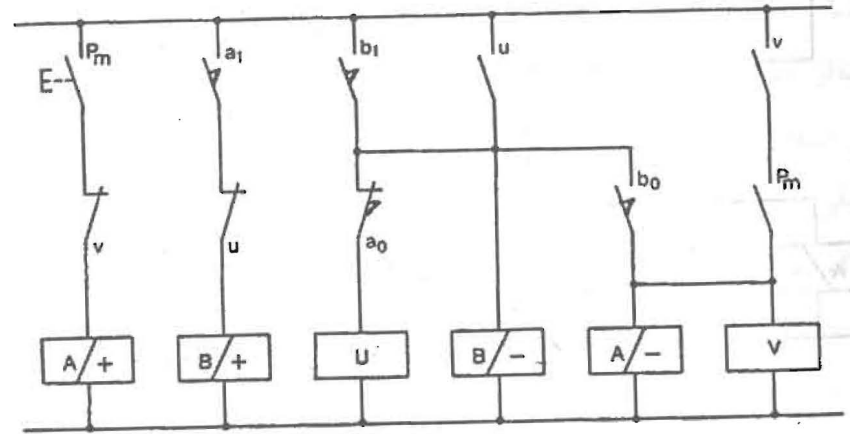 Pm a₁ b₁ u v
E
b₀ Pm
v u a₀
A/+ B/+ U B/- A/- V